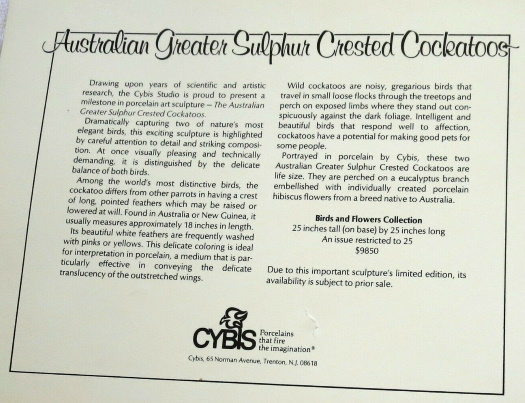 Australian Greater Sulphur Crested Cockatoos
Drawing upon years of scientific and artistic
research, the Cybis Studio is proud to present a
milestone in porcelain art sculpture — The Australian
Greater Sulphur Crested Cockatoos.
Dramatically capturing two of nature's most
elegant birds, this exciting sculpture is highlighted
by careful attention to detail and striking composi-
tion. At once visually pleasing and technically
demanding, it is distinguished by the delicate
balance of both birds.
Among the world's most distinctive birds, the
cockatoo differs from other parrots in having a crest
of long, pointed feathers which may be raised or
lowered at will. Found in Australia or New Guinea, it
usually measures approximately 18 inches in length.
Its beautiful white feathers are frequently washed
with pinks or yellows. This delicate coloring is ideal
for interpretation in porcelain, a medium that is par-
ticularly effective in conveying the delicate
translucency of the outstretched wings.
Wild cockatoos are noisy, gregarious birds that
travel in small loose flocks through the treetops and
perch on exposed limbs where they stand out con-
spicuously against the dark foliage. Intelligent and
beautiful birds that respond well to affection,
cockatoos have a potential for making good pets for
some people.
Portrayed in porcelain by Cybis, these two
Australian Greater Sulphur Crested Cockatoos are
life size. They are perched on a eucalyptus branch
embellished with individually created porcelain
hibiscus flowers from a breed native to Australia.
Birds and Flowers Collection
25 inches tall (on base) by 25 inches long
An issue restricted to 25
$9850
Due to this important sculpture's limited edition, its
availability is subject to prior sale.
CYBIS Porcelains
that fire
the imagination®
Cybis, 65 Norman Avenue, Trenton, N.J. 08618